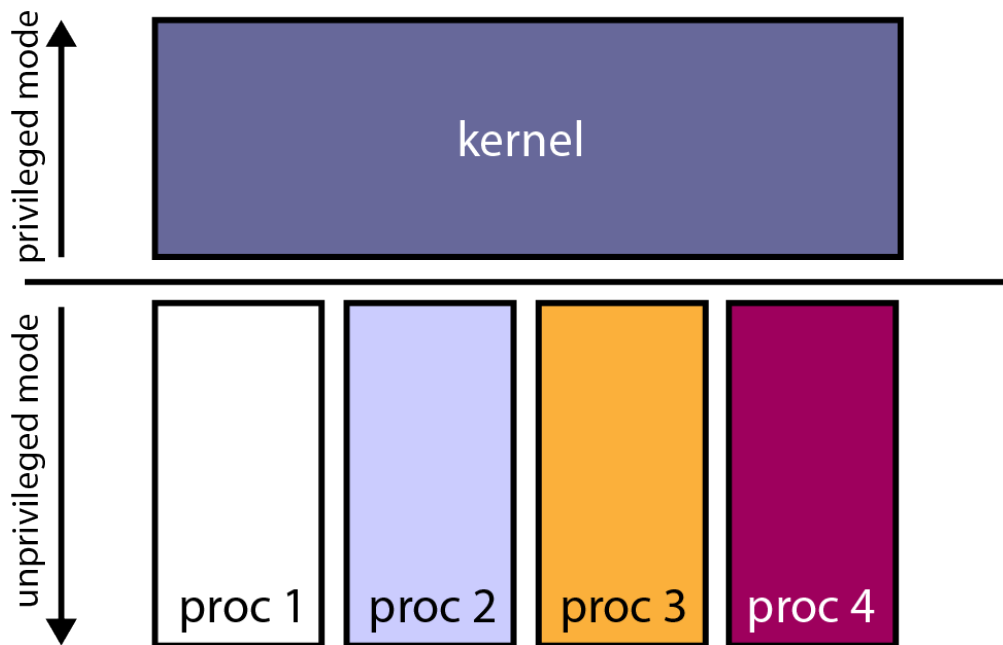 privileged mode
kernel
unprivileged mode
proc 1
proc 2
proc 3
proc 4